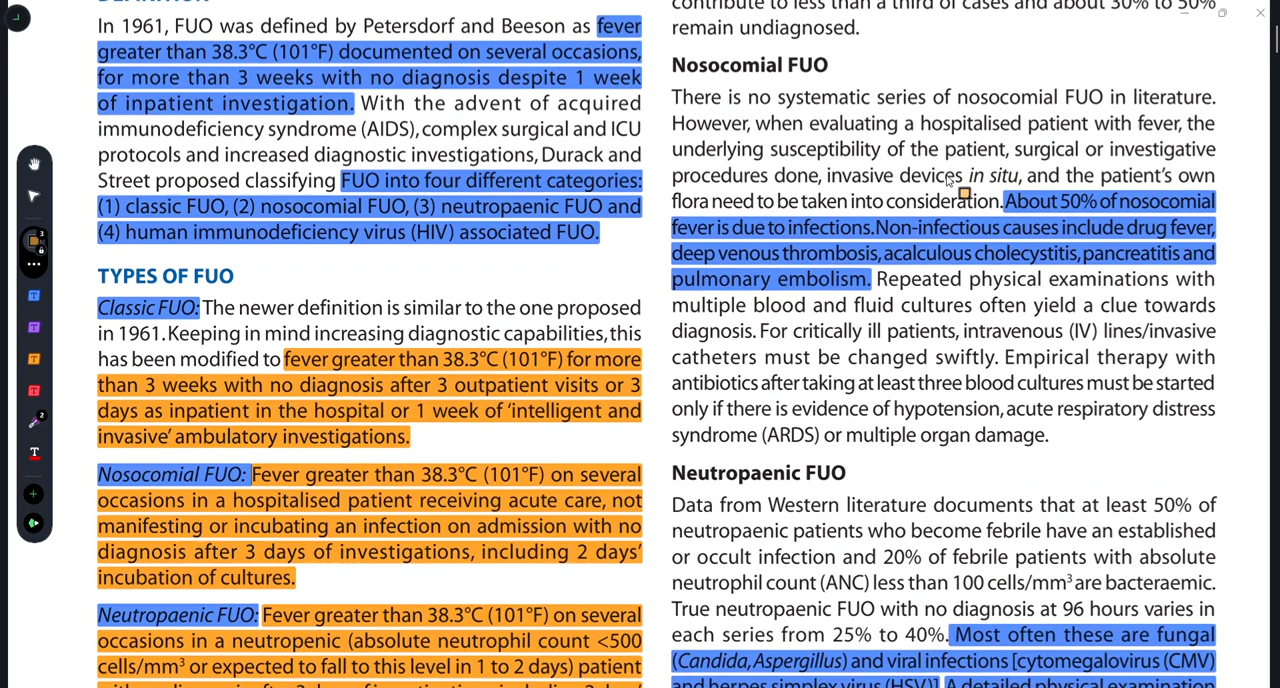 DEFINITION
In 1961, FUO was defined by Petersdorf and Beeson as fever
greater than 38.3°C (101°F) documented on several occasions,
for more than 3 weeks with no diagnosis despite 1 week
of inpatient investigation. With the advent of acquired
immunodeficiency syndrome (AIDS), complex surgical and ICU
protocols and increased diagnostic investigations, Durack and
Street proposed classifying FUO into four different categories:
(1) classic FUO, (2) nosocomial FUO, (3) neutropaenic FUO and
(4) human immunodeficiency virus (HIV) associated FUO.
TYPES OF FUO
Classic FUO: The newer definition is similar to the one proposed
in 1961. Keeping in mind increasing diagnostic capabilities, this
has been modified to fever greater than 38.3°C (101°F) for more
than 3 weeks with no diagnosis after 3 outpatient visits or 3
days as inpatient in the hospital or 1 week of ‘intelligent and
invasive’ ambulatory investigations.
Nosocomial FUO: Fever greater than 38.3°C (101°F) on several
occasions in a hospitalised patient receiving acute care, not
manifesting or incubating an infection on admission with no
diagnosis after 3 days of investigations, including 2 days’
incubation of cultures.
Neutropaenic FUO: Fever greater than 38.3°C (101°F) on several
occasions in a neutropenic (absolute neutrophil count <500
cells/mm³ or expected to fall to this level in 1 to 2 days) patient
contribute to less than a third of cases and about 30% to 50%
remain undiagnosed.
Nosocomial FUO
There is no systematic series of nosocomial FUO in literature.
However, when evaluating a hospitalised patient with fever, the
underlying susceptibility of the patient, surgical or investigative
procedures done, invasive devices in situ, and the patient’s own
flora need to be taken into consideration. About 50% of nosocomial
fever is due to infections. Non-infectious causes include drug fever,
deep venous thrombosis, acalculous cholecystitis, pancreatitis and
pulmonary embolism. Repeated physical examinations with
multiple blood and fluid cultures often yield a clue towards
diagnosis. For critically ill patients, intravenous (IV) lines/invasive
catheters must be changed swiftly. Empirical therapy with
antibiotics after taking at least three blood cultures must be started
only if there is evidence of hypotension, acute respiratory distress
syndrome (ARDS) or multiple organ damage.
Neutropaenic FUO
Data from Western literature documents that at least 50% of
neutropaenic patients who become febrile have an established
or occult infection and 20% of febrile patients with absolute
neutrophil count (ANC) less than 100 cells/mm³ are bacteraemic.
True neutropaenic FUO with no diagnosis at 96 hours varies in
each series from 25% to 40%. Most often these are fungal
(Candida, Aspergillus) and viral infections [cytomegalovirus (CMV)
and herpes simplex virus (HSV)]. A detailed physical examination